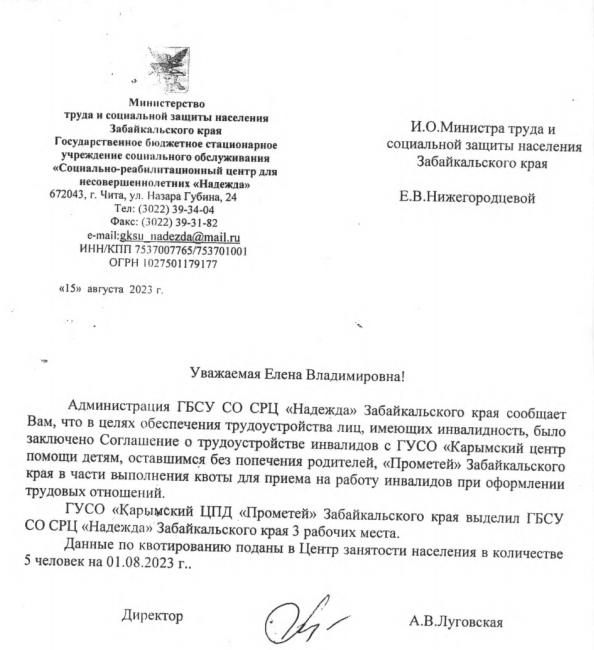 Министерство
труда и социальной защиты населения
Забайкальского края
Государственное бюджетное стационарное
учреждение социального обслуживания
«Социально-реабилитационный центр для
несовершеннолетних «Надежда»
672043, г. Чита, ул. Назара Губина, 24
Тел: (3022) 39-34-04
Факс: (3022) 39-31-82
e-mail:gksu_nadezda@mail.ru
ИНН/КПП 7537007765/753701001
ОГРН 1027501179177
«15» августа 2023 г.
И.О.Министра труда и
социальной защиты населения
Забайкальского края
Е.В.Нижегородцевой
Уважаемая Елена Владимировна!
Администрация ГБСУ СО СРЦ «Надежда» Забайкальского края сообщает
Вам, что в целях обеспечения трудоустройства лиц, имеющих инвалидность, было
заключено Соглашение о трудоустройстве инвалидов с ГУСО «Карымский центр
помощи детям, оставшимся без попечения родителей, «Прометей» Забайкальского
края в части выполнения квоты для приема на работу инвалидов при оформлении
трудовых отношений.
ГУСО «Карымский ЦПД «Прометей» Забайкальского края выделил ГБСУ
СО СРЦ «Надежда» Забайкальского края 3 рабочих места.
Данные по квотированию поданы в Центр занятости населения в количестве
5 человек на 01.08.2023 г..
Директор
А.В.Луговская